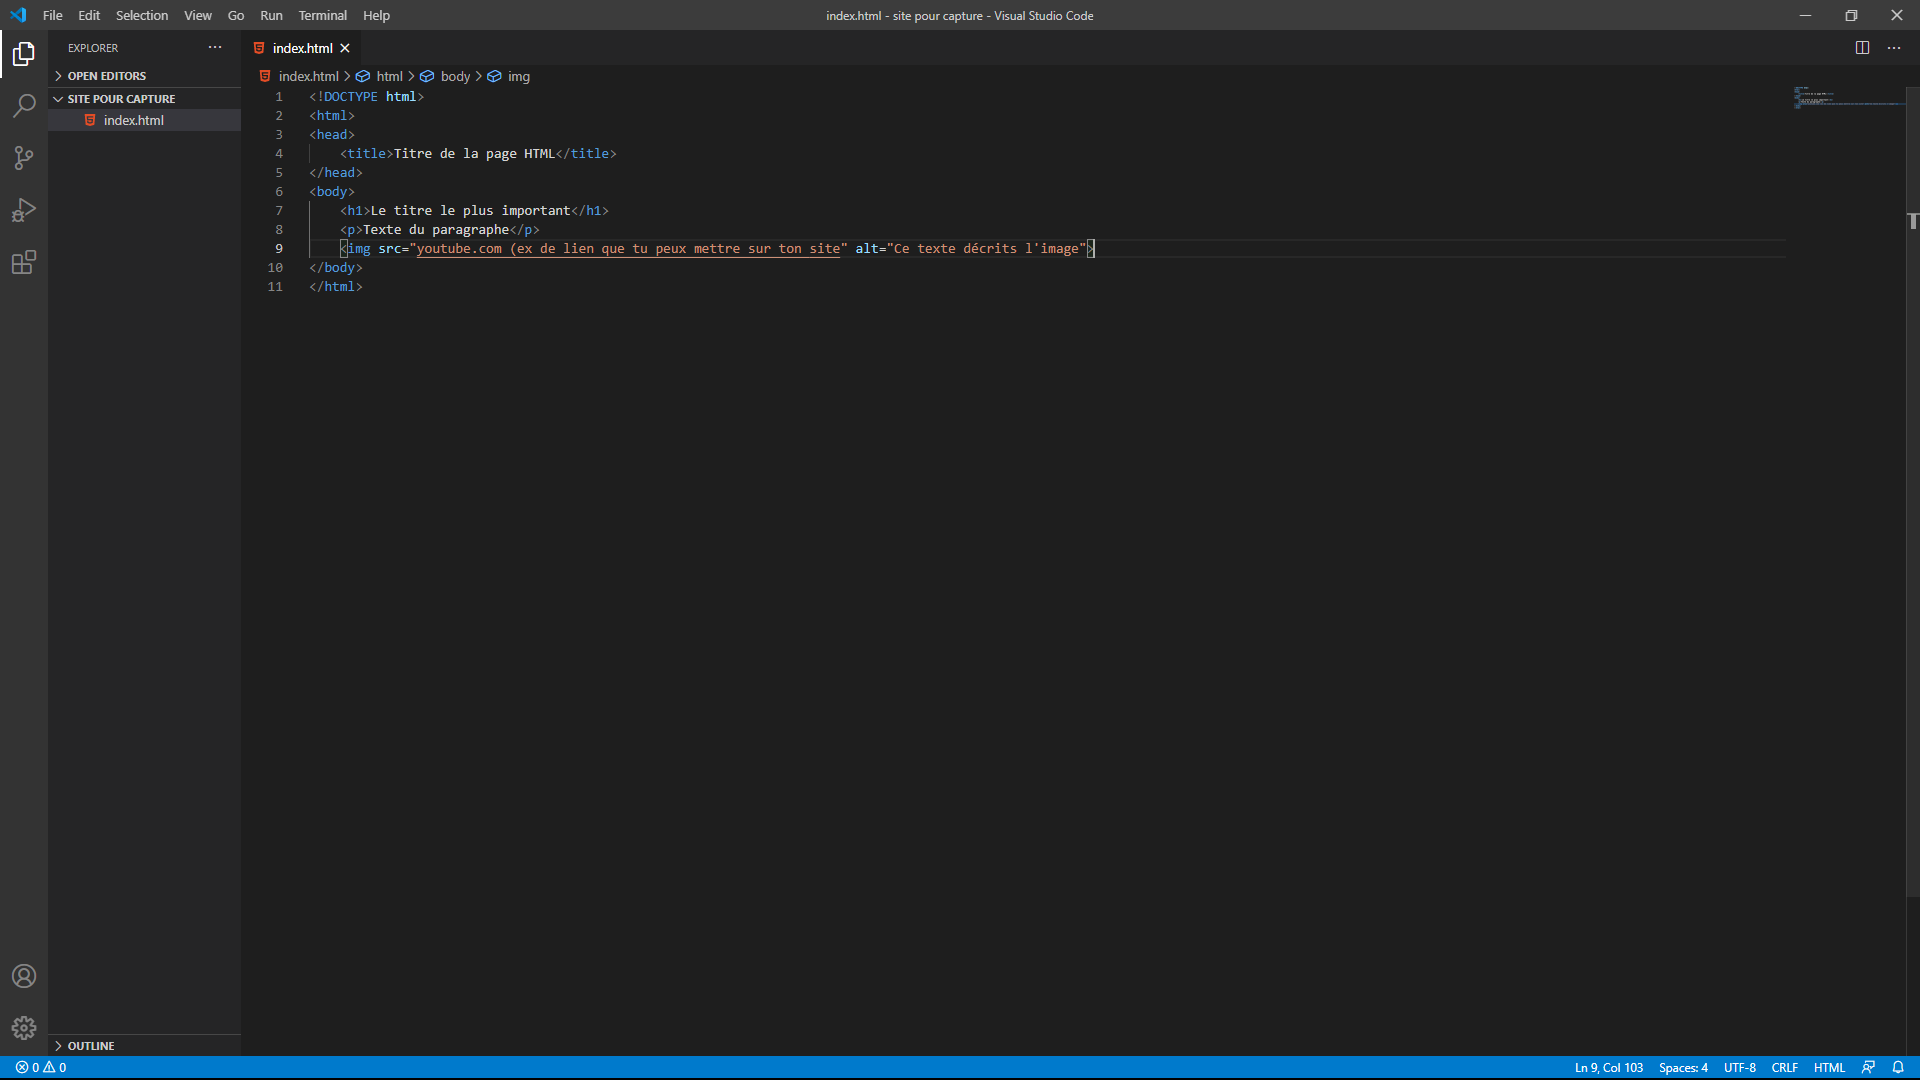 File Edit Selection View Go Run Terminal Help
index.html - site pour capture - Visual Studio Code
EXPLORER
OPEN EDITORS
SITE POUR CAPTURE
index.html
index.html
index.html > html > body > img
1 <!DOCTYPE html>
2 <html>
3 <head>
4     <title>Titre de la page HTML</title>
5 </head>
6 <body>
7     <h1>Le titre le plus important</h1>
8     <p>Texte du paragraphe</p>
9     <img src="youtube.com (ex de lien que tu peux mettre sur ton site" alt="Ce texte décrits l'image">
10 </body>
11 </html>
OUTLINE
0 0
Ln 9, Col 103 Spaces: 4 UTF-8 CRLF HTML